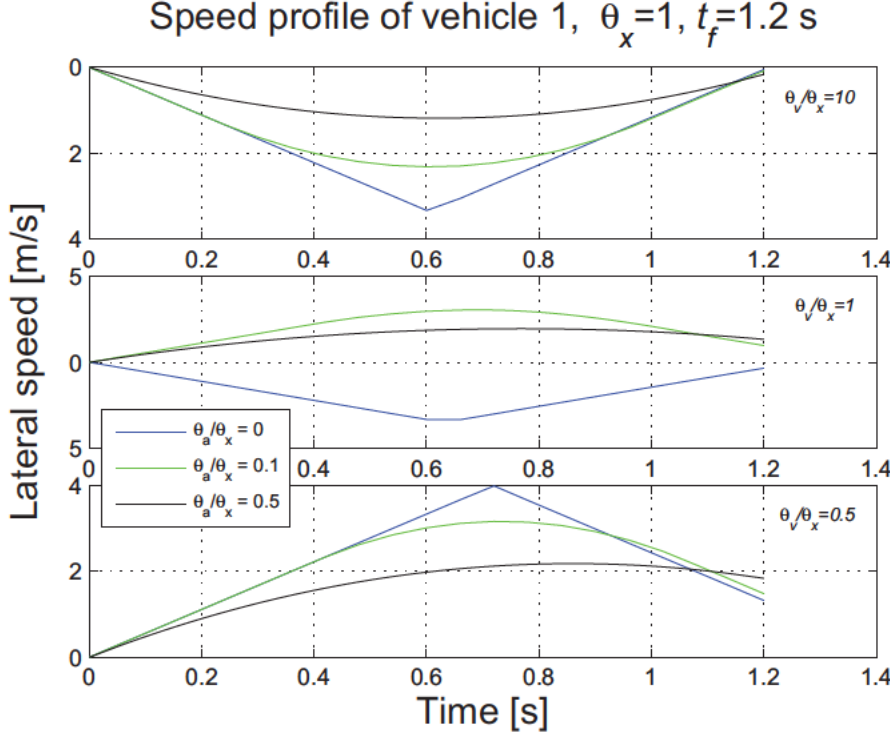 Speed profile of vehicle 1, θx=1, tf=1.2 s
Lateral speed [m/s]
0
2
4
θv/θx=10
0 0.2 0.4 0.6 0.8 1 1.2 1.4
5
0
5
θv/θx=1
0 0.2 0.4 0.6 0.8 1 1.2 1.4
θa/θx = 0
θa/θx = 0.1
θa/θx = 0.5
4
2
0
θv/θx=0.5
0 0.2 0.4 0.6 0.8 1 1.2 1.4
Time [s]